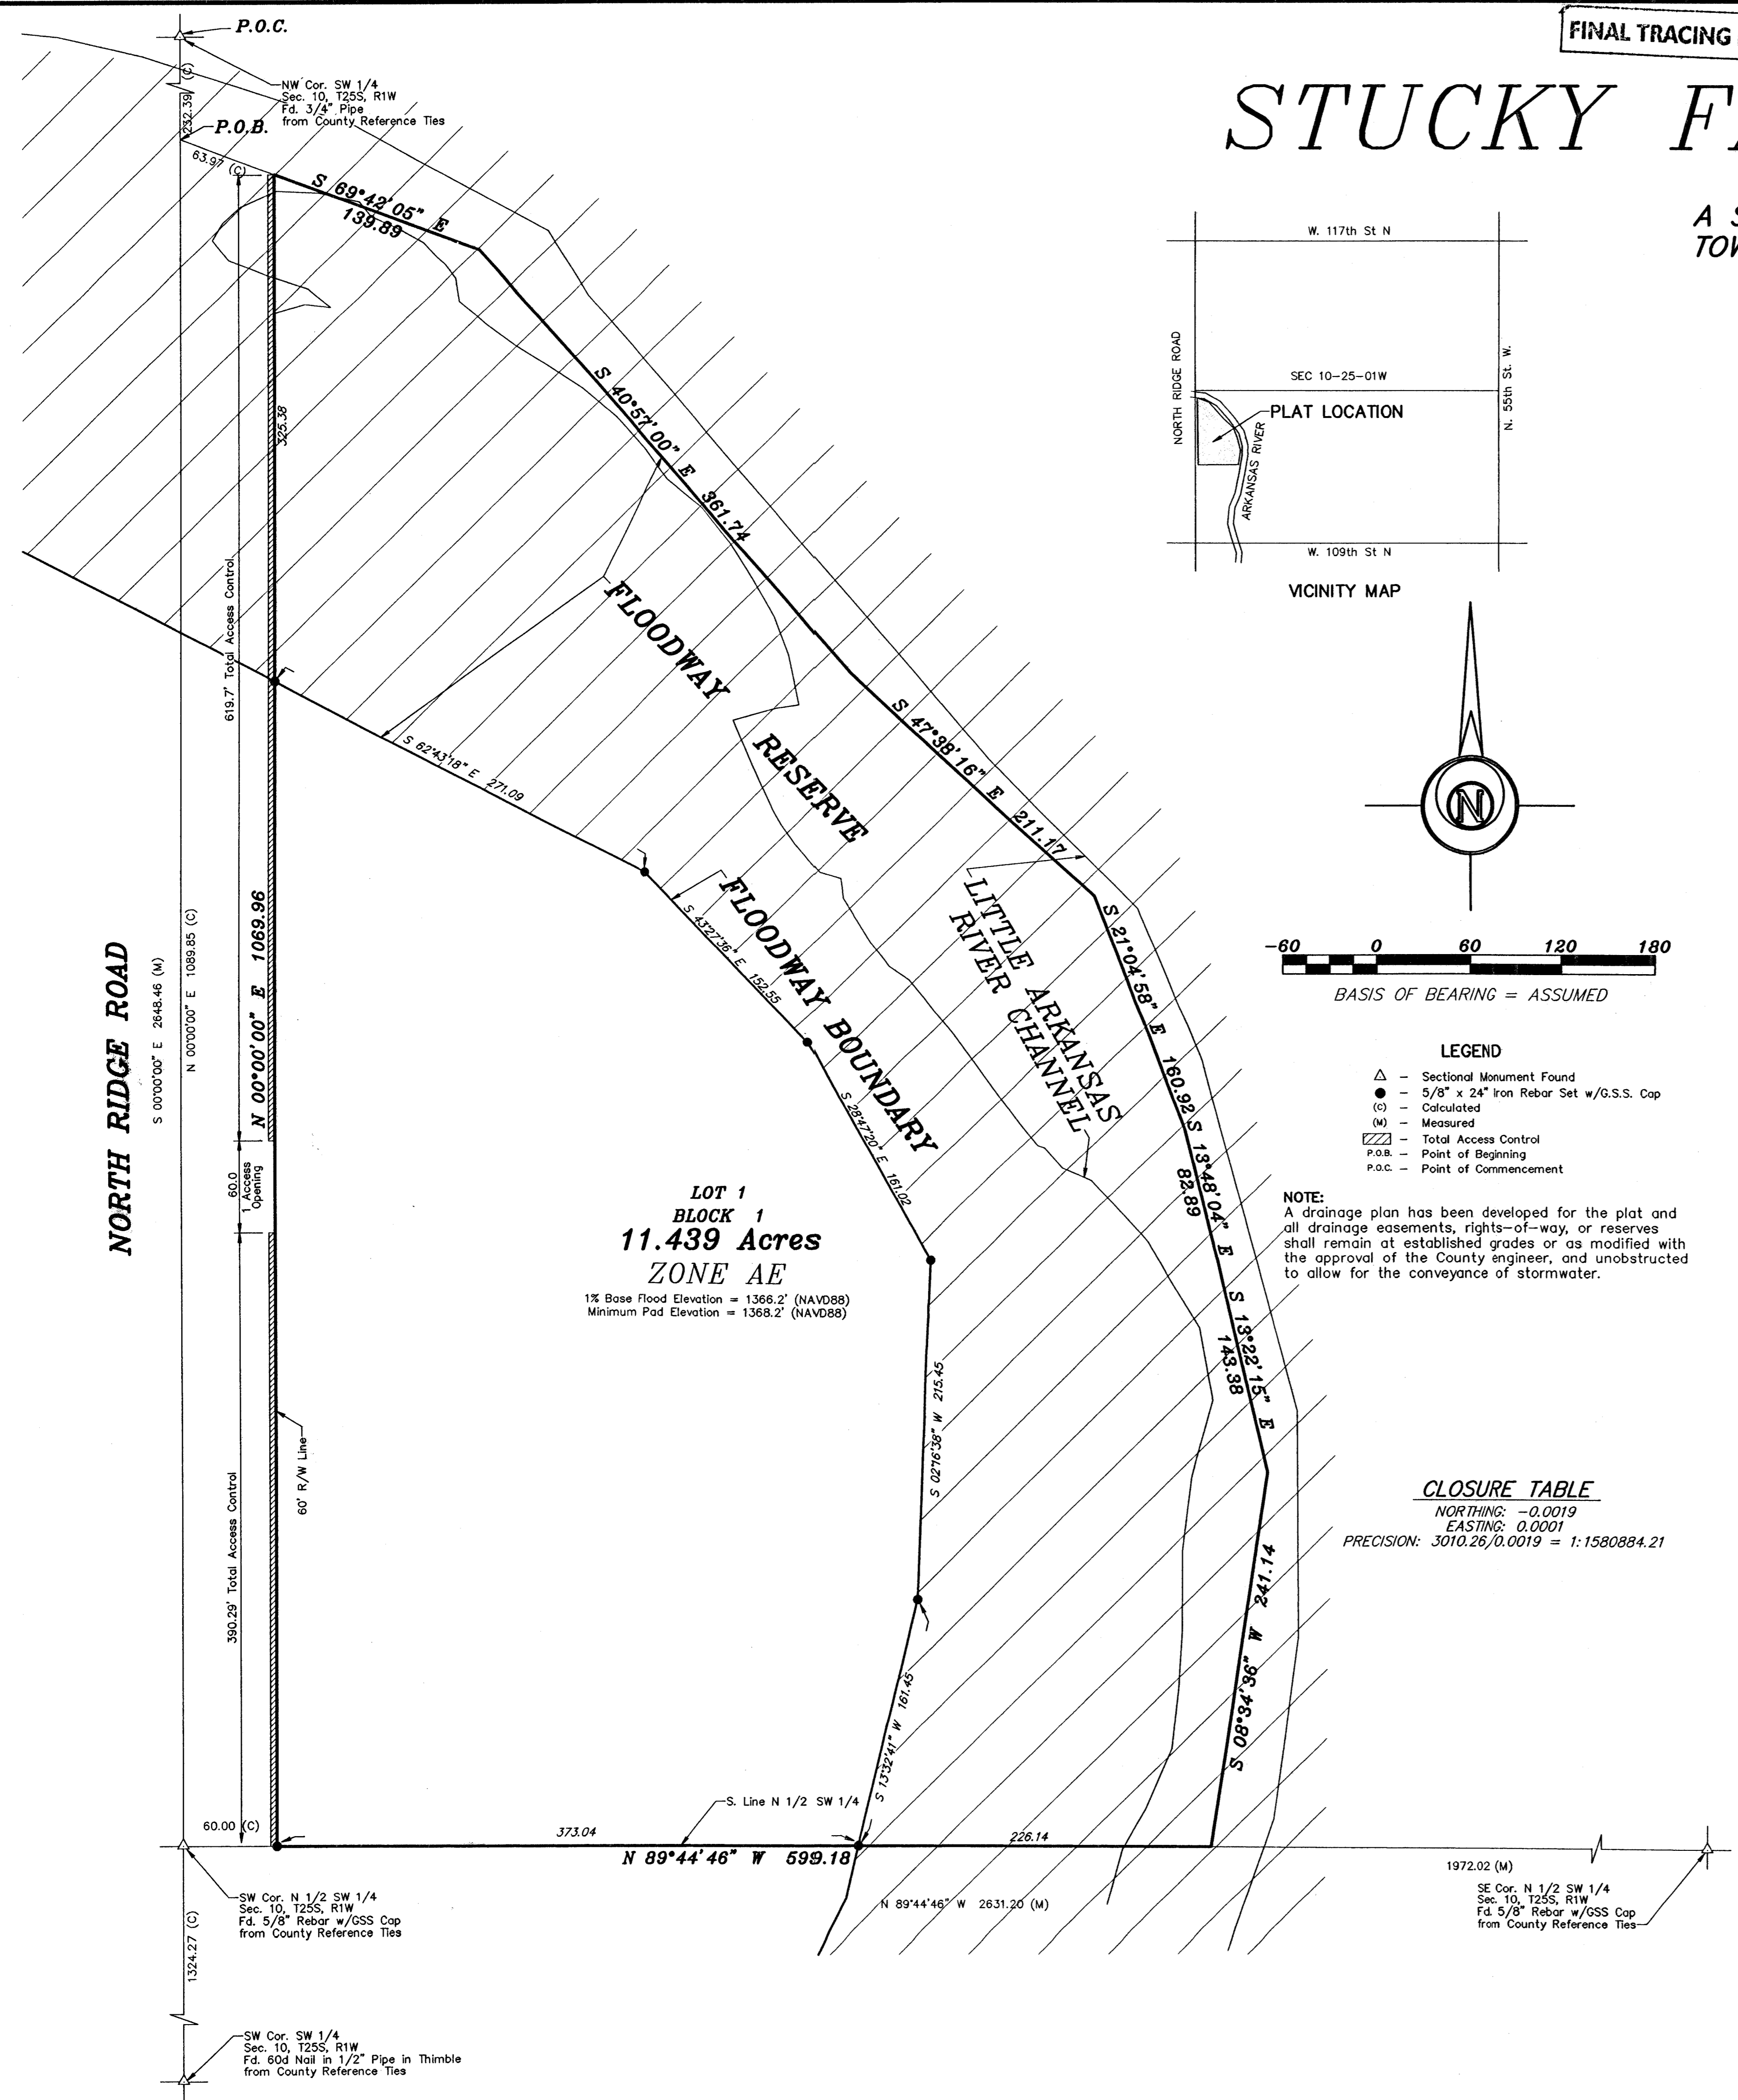 FINAL TRACING
STUCKY F
A S
TOW
P.O.C.
NW Cor. SW 1/4
Sec. 10, T25S, R1W
Fd. 3/4" Pipe
from County Reference Ties
232.39 (C)
P.O.B.
63.97 (C)
S 69°42'05" E
139.89
325.38
S 40°57'00" E 361.74
619.7' Total Access Control
FLOODWAY
RESERVE
S 62°43'18" E 271.09
S 47°38'16" E 211.17
FLOODWAY BOUNDARY
S 43°27'36" E 152.55
LITTLE ARKANSAS
RIVER CHANNEL
S 21°04'58" E 160.92
S 28°47'20" E 161.02
S 13°48'04" E
82.89
S 13°22'15" E
143.38
NORTH RIDGE ROAD
S 00°00'00" E 2648.46 (M)
N 00°00'00" E 1089.85 (C)
N 00°00'00" E 1069.96
60.0
1 Access
Opening
LOT 1
BLOCK 1
11.439 Acres
ZONE AE
1% Base Flood Elevation = 1366.2' (NAVD88)
Minimum Pad Elevation = 1368.2' (NAVD88)
S 02°16'38" W 215.45
60' R/W Line
390.29' Total Access Control
S 08°34'36" W 241.14
S 13°32'41" W 161.45
S. Line N 1/2 SW 1/4
60.00 (C)
373.04
226.14
N 89°44'46" W 599.18
1972.02 (M)
N 89°44'46" W 2631.20 (M)
SW Cor. N 1/2 SW 1/4
Sec. 10, T25S, R1W
Fd. 5/8" Rebar w/GSS Cap
from County Reference Ties
SE Cor. N 1/2 SW 1/4
Sec. 10, T25S, R1W
Fd. 5/8" Rebar w/GSS Cap
from County Reference Ties
1324.27 (C)
SW Cor. SW 1/4
Sec. 10, T25S, R1W
Fd. 60d Nail in 1/2" Pipe in Thimble
from County Reference Ties
W. 117th St N
NORTH RIDGE ROAD
SEC 10-25-01W
N. 55th St. W.
PLAT LOCATION
ARKANSAS RIVER
W. 109th St N
VICINITY MAP
N
-60 0 60 120 180
BASIS OF BEARING = ASSUMED
LEGEND
△ – Sectional Monument Found
● – 5/8" x 24" Iron Rebar Set w/G.S.S. Cap
(C) – Calculated
(M) – Measured
– Total Access Control
P.O.B. – Point of Beginning
P.O.C. – Point of Commencement
NOTE:
A drainage plan has been developed for the plat and
all drainage easements, rights-of-way, or reserves
shall remain at established grades or as modified with
the approval of the County engineer, and unobstructed
to allow for the conveyance of stormwater.
CLOSURE TABLE
NORTHING: -0.0019
EASTING: 0.0001
PRECISION: 3010.26/0.0019 = 1:1580884.21